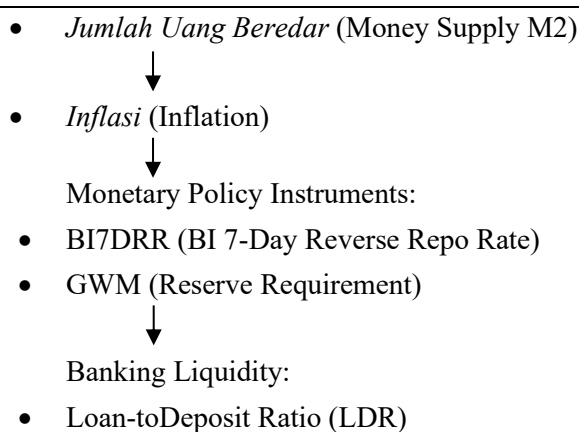 • Jumlah Uang Beredar (Money Supply M2)
• Inflasi (Inflation)
Monetary Policy Instruments:
• BI7DRR (BI 7-Day Reverse Repo Rate)
• GWM (Reserve Requirement)
Banking Liquidity:
• Loan-toDeposit Ratio (LDR)